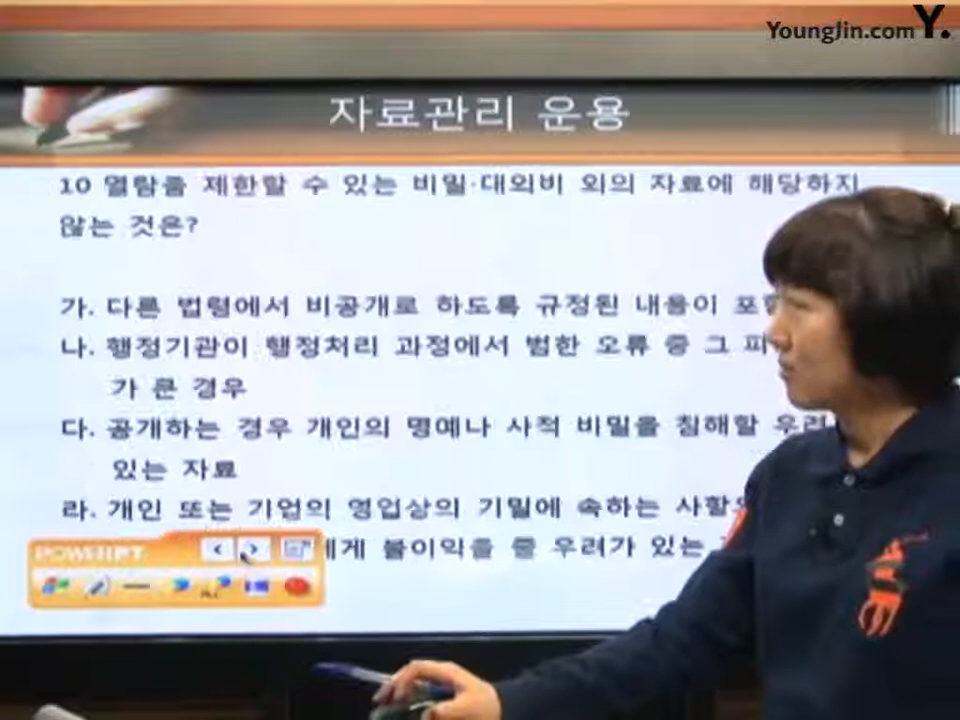 YoungJin.com Y.
자료관리 운용
10 열람을 제한할 수 있는 비밀·대외비 외의 자료에 해당하지
않는 것은?
가. 다른 법령에서 비공개로 하도록 규정된 내용이
나. 행정기관이 행정처리 과정에서 범한 오류 중 그
가 큰 경우
다. 공개하는 경우 개인의 명예나 사적 비밀을 침해할 우려
있는 자료
라. 개인 또는 기업의 영업상의 기밀에 속하는
에게 불이익을 줄 우려가 있는